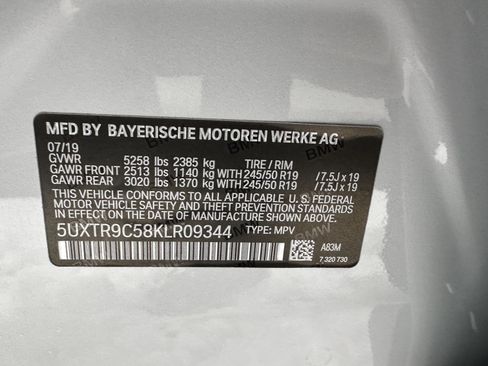 MFD BY BAYERISCHE MOTOREN WERKE AG
07/19
GVWR 5258 lbs 2385 kg TIRE / RIM
GAWR FRONT 2513 lbs 1140 kg WITH 245/50 R19 / 7.5J x 19
GAWR REAR 3020 lbs 1370 kg WITH 245/50 R19 / 7.5J x 19
THIS VEHICLE CONFORMS TO ALL APPLICABLE U.S. FEDERAL
MOTOR VEHICLE SAFETY AND THEFT PREVENTION STANDARDS
IN EFFECT ON THE DATE OF MANUFACTURE SHOWN ABOVE.
5UXTR9C58KLR09344 TYPE: MPV
A83M
7 320 730